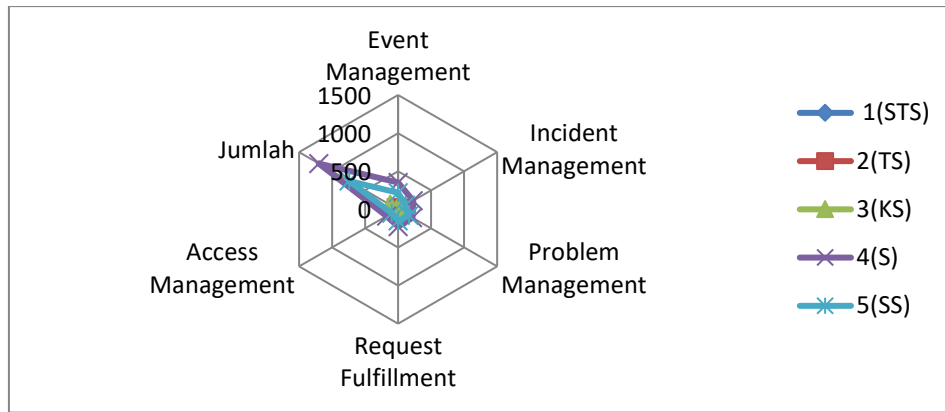 Event
Management
1500
1000
500
0
Incident
Management
Problem
Management
Request
Fulfillment
Access
Management
Jumlah
1(STS)
2(TS)
3(KS)
4(S)
5(SS)